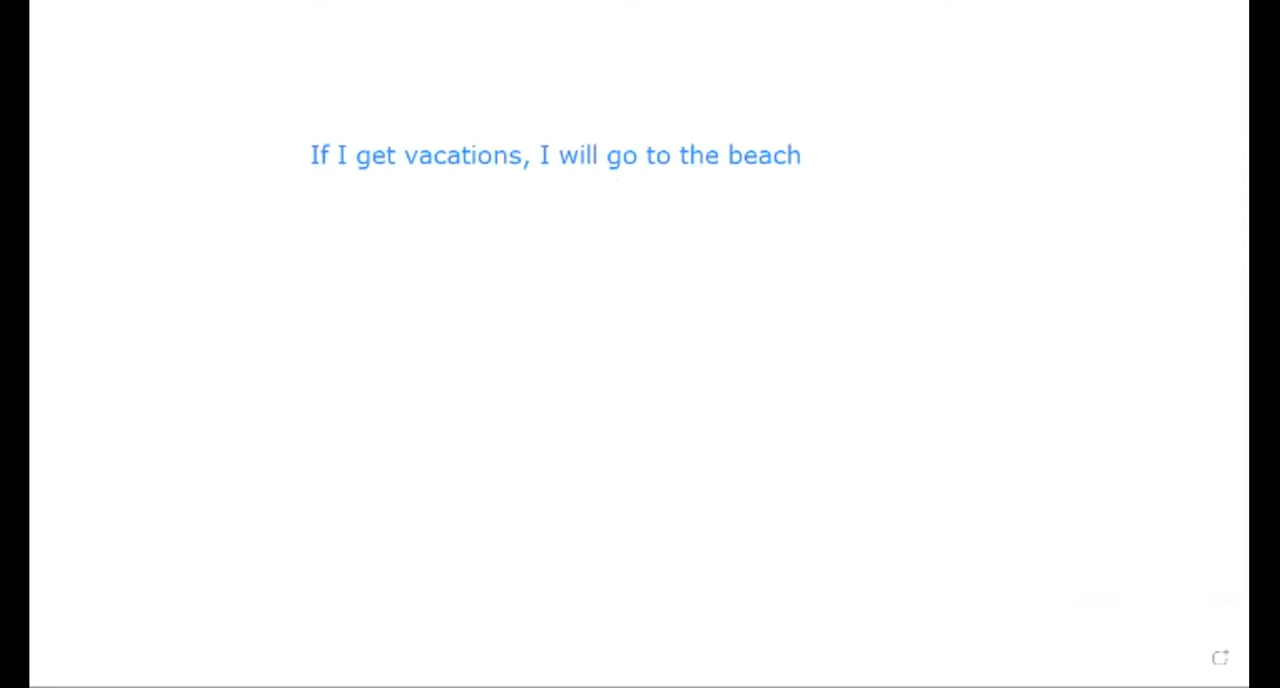 If I get vacations, I will go to the beach